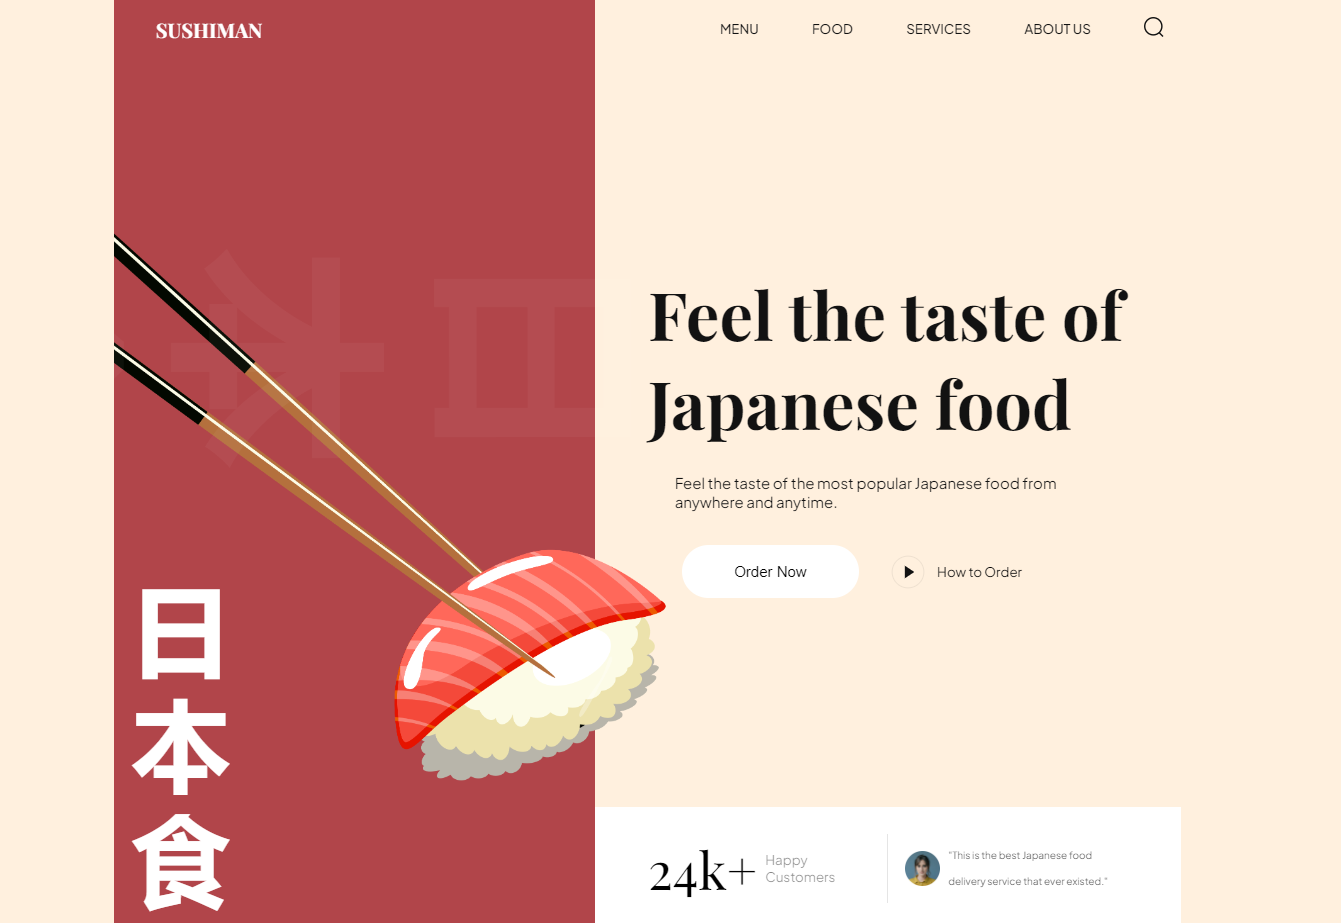 SUSHIMAN
MENU FOOD SERVICES ABOUT US
日本
Feel the taste of
Japanese food
Feel the taste of the most popular Japanese food from
anywhere and anytime.
Order Now
How to Order
日
本
食
24k+
Happy
Customers
"This is the best Japanese food
delivery service that ever existed."